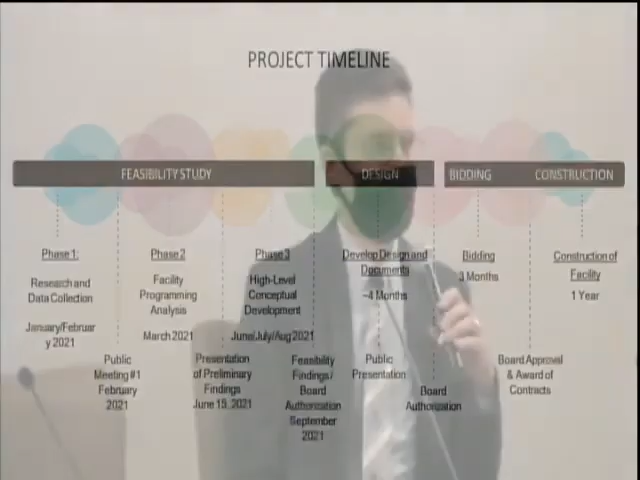 PROJECT TIMELINE
FEASIBILITY STUDY
DESIGN
BIDDING
CONSTRUCTION
Phase 1:
Research and
Data Collection
January/Februar
y 2021
Phase 2
Facility
Programming
Analysis
March 2021
Phase 3
High-Level
Conceptual
Development
June/July/Aug 2021
Develop Design and
Documents
~4 Months
Bidding
3 Months
Construction of
Facility
1 Year
Public
Meeting #1
February
2021
Presentation
of Preliminary
Findings
June 15, 2021
Feasibility
Findings/
Board
Authorization
September
2021
Public
Presentation
Board
Authorization
Board Approval
& Award of
Contracts